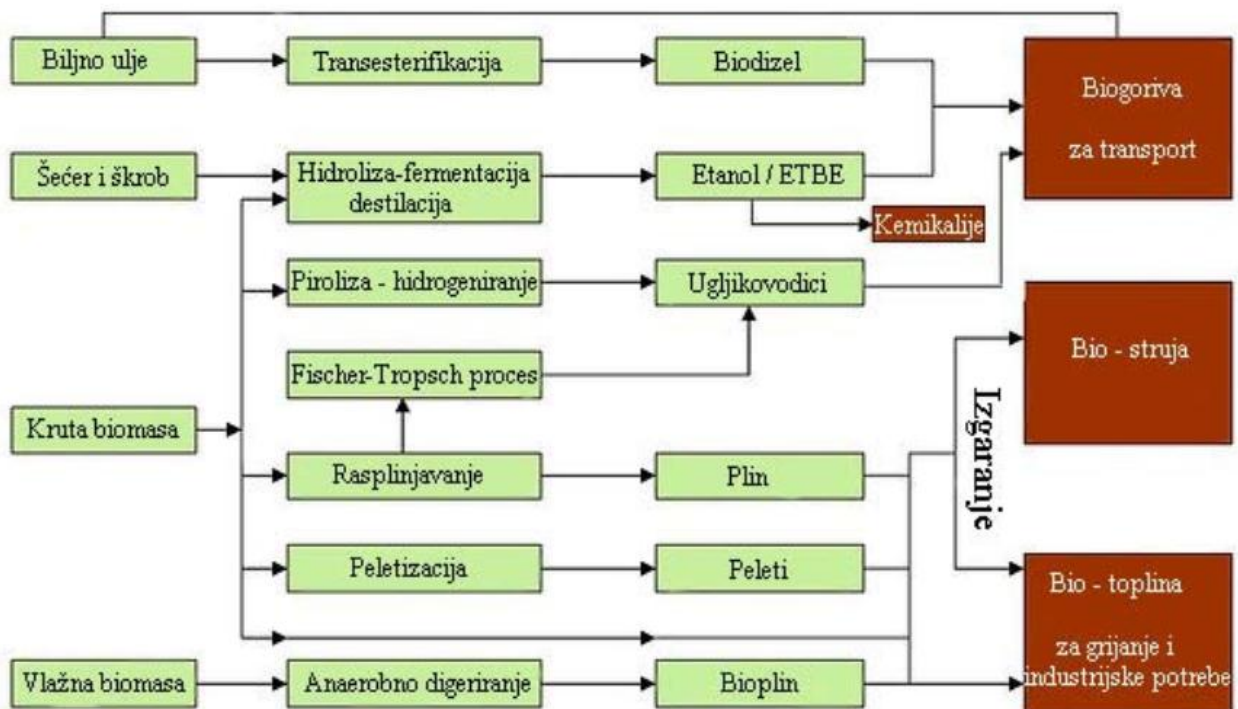 Biljno ulje
Transesterifikacija
Biodizel
Biogoriva
za transport
Šećer i škrob
Hidroliza-fermentacija
destilacija
Etanol / ETBE
Kemikalije
Piroliza - hidrogeniranje
Ugljikovodici
Bio - struja
Fischer-Tropsch proces
Izgaranje
Kruta biomasa
Rasplinjavanje
Plin
Peletizacija
Peleti
Bio - toplina
za grijanje i
industrijske potrebe
Vlažna biomasa
Anaerobno digeriranje
Bioplin